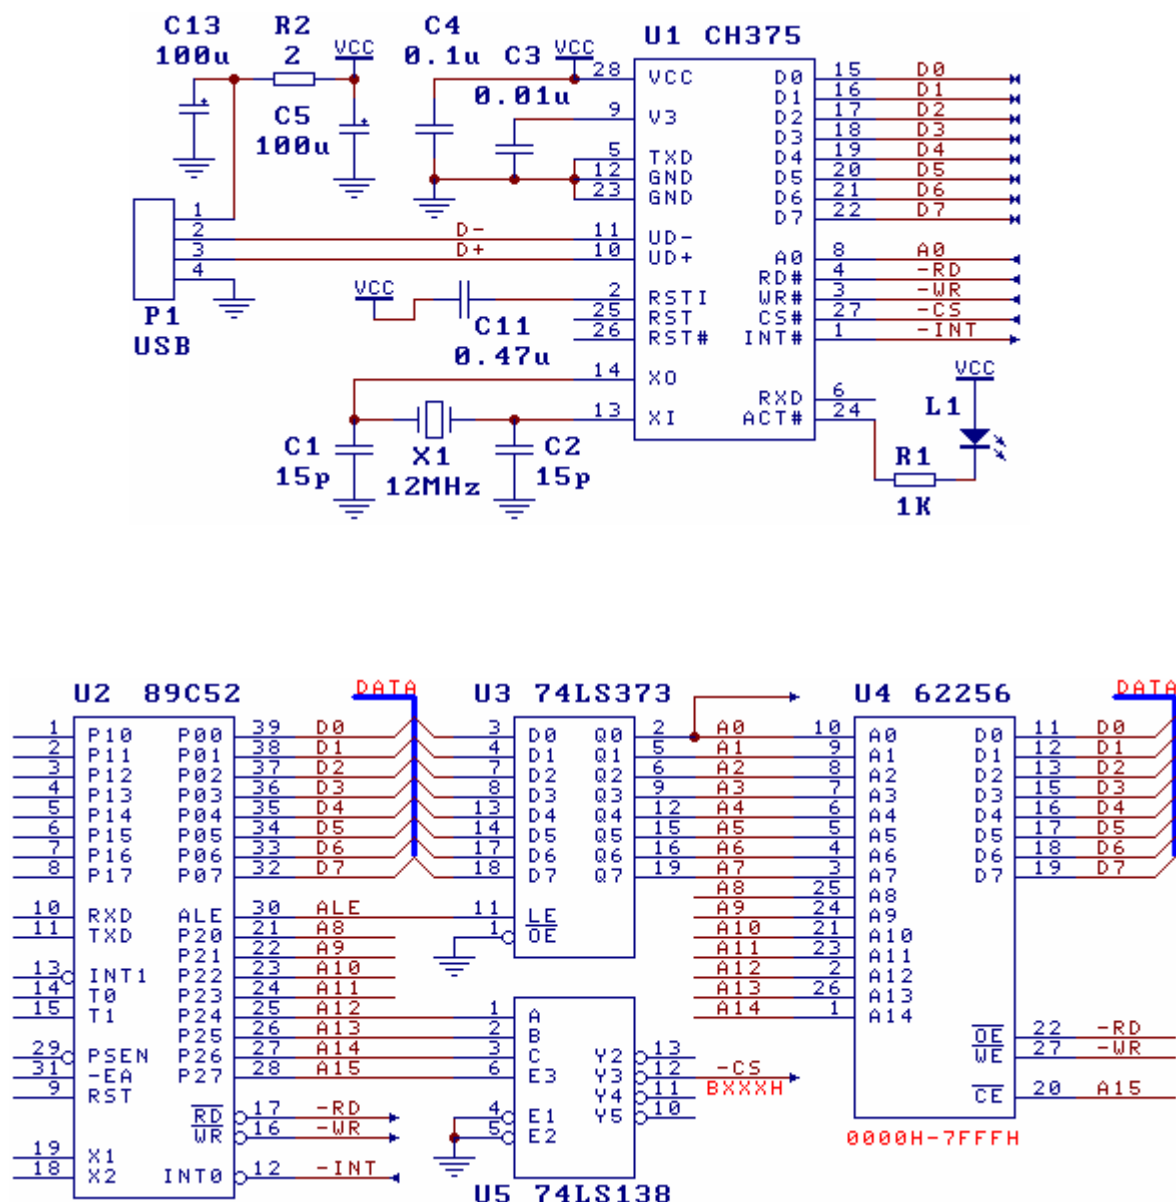 C13 R2 C4
100u 2 VCC 0.1u C3 VCC U1 CH375
28 VCC D0 15 D0
0.01u D1 16 D1
9 V3 D2 17 D2
C5 D3 18 D3
100u 5 TXD D4 19 D4
12 GND D5 20 D5
23 GND D6 21 D6
1 D7 22 D7
2 D- 11 UD-
3 D+ 10 UD+ A0 8 A0
4 RD# 4 -RD
VCC 2 RSTI WR# 3 -WR
P1 C11 25 RST CS# 27 -CS
USB 0.47u 26 RST# INT# 1 -INT
14 XO VCC
RXD 6
13 XI ACT# 24 L1
C1 X1 C2 R1
15p 12MHz 15p 1K
U2 89C52 DATA U3 74LS373 U4 62256 DATA
1 P10 P00 39 D0 3 D0 Q0 2 A0 10 A0 D0 11 D0
2 P11 P01 38 D1 4 D1 Q1 5 A1 9 A1 D1 12 D1
3 P12 P02 37 D2 7 D2 Q2 6 A2 8 A2 D2 13 D2
4 P13 P03 36 D3 8 D3 Q3 9 A3 7 A3 D3 15 D3
5 P14 P04 35 D4 13 D4 Q4 12 A4 6 A4 D4 16 D4
6 P15 P05 34 D5 14 D5 Q5 15 A5 5 A5 D5 17 D5
7 P16 P06 33 D6 17 D6 Q6 16 A6 4 A6 D6 18 D6
8 P17 P07 32 D7 18 D7 Q7 19 A7 3 A7 D7 19 D7
A8 25 A8
10 RXD ALE 30 ALE 11 LE A9 24 A9
11 TXD P20 21 A8 1 OE A10 21 A10
P21 22 A9 A11 23 A11
13 INT1 P22 23 A10 A12 2 A12
14 T0 P23 24 A11 A13 26 A13
15 T1 P24 25 A12 1 A A14 1 A14
P25 26 A13 2 B OE 22 -RD
29 PSEN P26 27 A14 3 C Y2 13 WE 27 -WR
31 -EA P27 28 A15 6 E3 Y3 12 -CS
9 RST Y4 11 BXXXH CE 20 A15
RD 17 -RD 4 E1 Y5 10
WR 16 -WR 5 E2 0000H-7FFFH
19 X1
18 X2 INT0 12 -INT
U5 74LS138